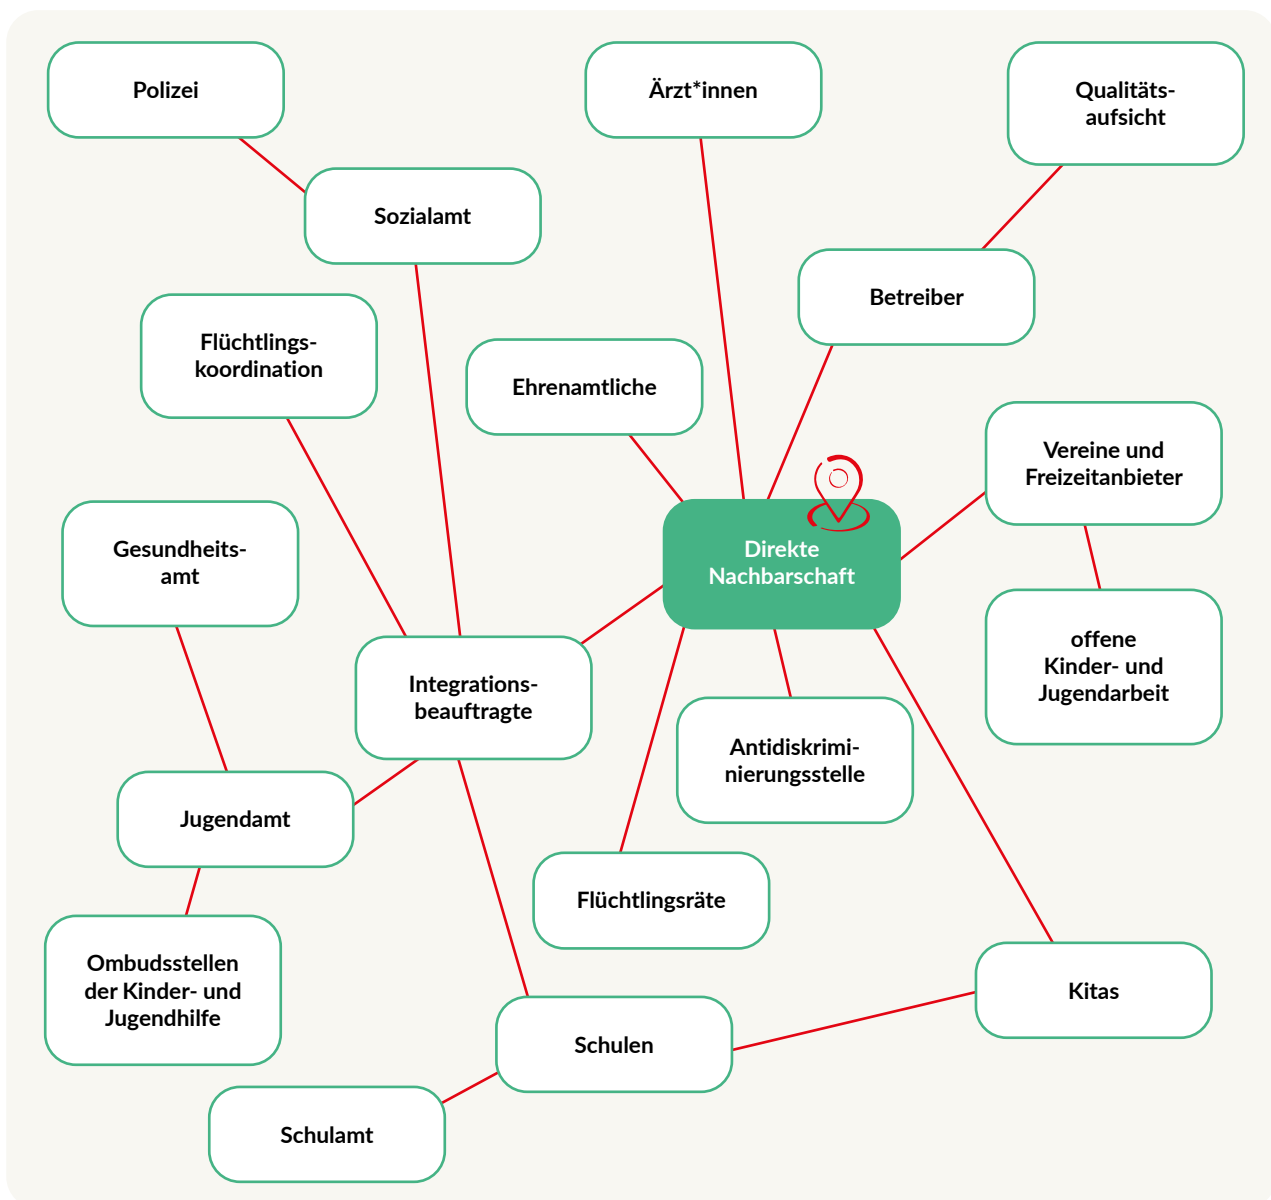 Polizei
Ärzt*innen
Qualitäts-
aufsicht
Sozialamt
Betreiber
Flüchtlings-
koordination
Ehrenamtliche
Vereine und
Freizeitanbieter
Gesundheits-
amt
Direkte
Nachbarschaft
offene
Kinder- und
Jugendarbeit
Integrations-
beauftragte
Antidiskrimi-
nierungsstelle
Jugendamt
Flüchtlingsräte
Ombudsstellen
der Kinder- und
Jugendhilfe
Kitas
Schulen
Schulamt